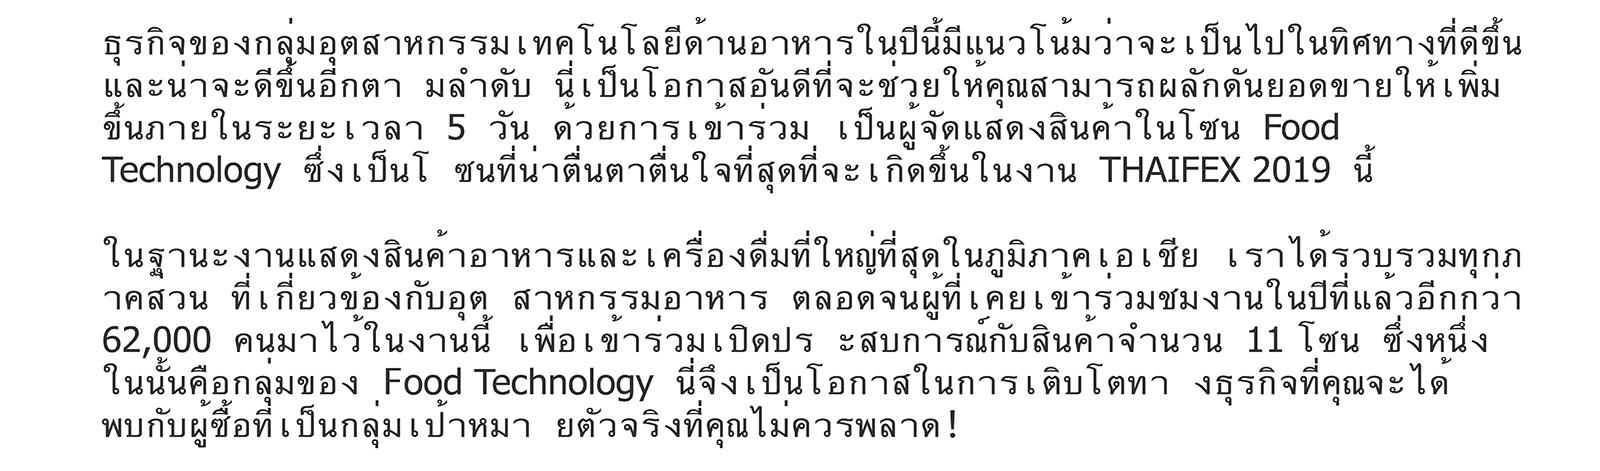 ธุรกิจของกลุ่มอุตสาหกรรมเทคโนโลยีด้านอาหารในปีนี้มีแนวโน้มว่าจะเป็นไปในทิศทางที่ดีขึ้น
และน่าจะดีขึ้นอีกตา มลำดับ นี่เป็นโอกาสอันดีที่จะช่วยให้คุณสามารถผลักดันยอดขายให้เพิ่ม
ขึ้นภายในระยะเวลา 5 วัน ด้วยการเข้าร่วม เป็นผู้จัดแสดงสินค้าในโซน Food
Technology ซึ่งเป็นโ ซนที่น่าตื่นตาตื่นใจที่สุดที่จะเกิดขึ้นในงาน THAIFEX 2019 นี้
ในฐานะงานแสดงสินค้าอาหารและเครื่องดื่มที่ใหญ่ที่สุดในภูมิภาคเอเชีย เราได้รวบรวมทุกภ
าคส่วน ที่เกี่ยวข้องกับอุต สาหกรรมอาหาร ตลอดจนผู้ที่เคยเข้าร่วมชมงานในปีที่แล้วอีกกว่า
62,000 คนมาไว้ในงานนี้ เพื่อเข้าร่วมเปิดปร ะสบการณ์กับสินค้าจำนวน 11 โซน ซึ่งหนึ่ง
ในนั้นคือกลุ่มของ Food Technology นี่จึงเป็นโอกาสในการเติบโตทา งธุรกิจที่คุณจะได้
พบกับผู้ซื้อที่เป็นกลุ่มเป้าหมา ยตัวจริงที่คุณไม่ควรพลาด!